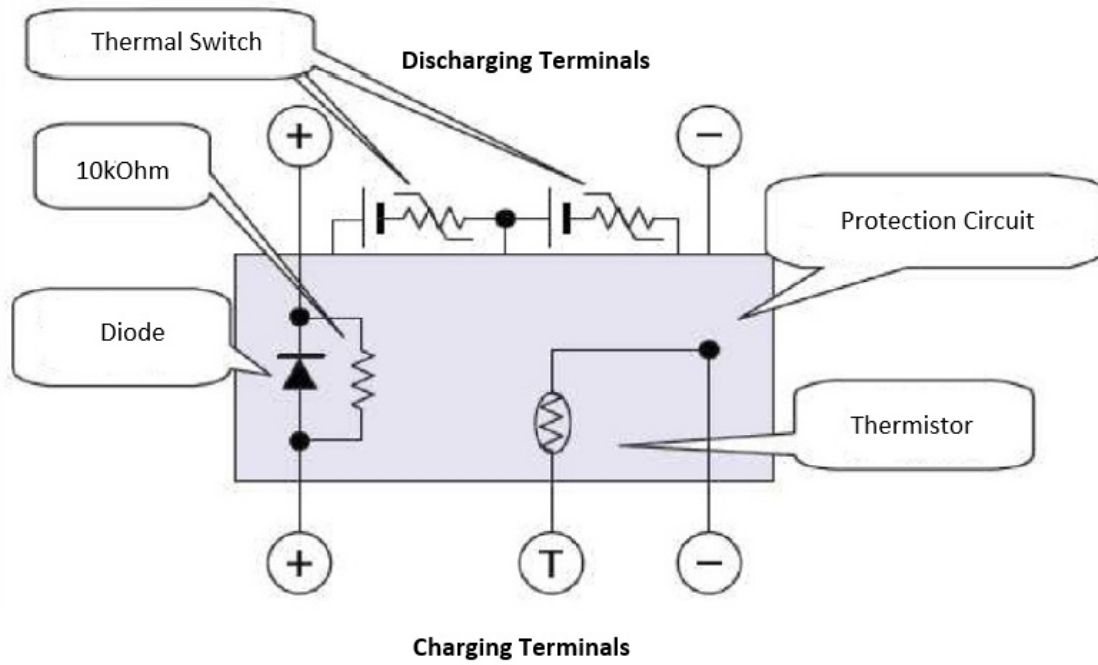 Thermal Switch
Discharging Terminals
+
−
10kOhm
Protection Circuit
Diode
Thermistor
+
T
−
Charging Terminals